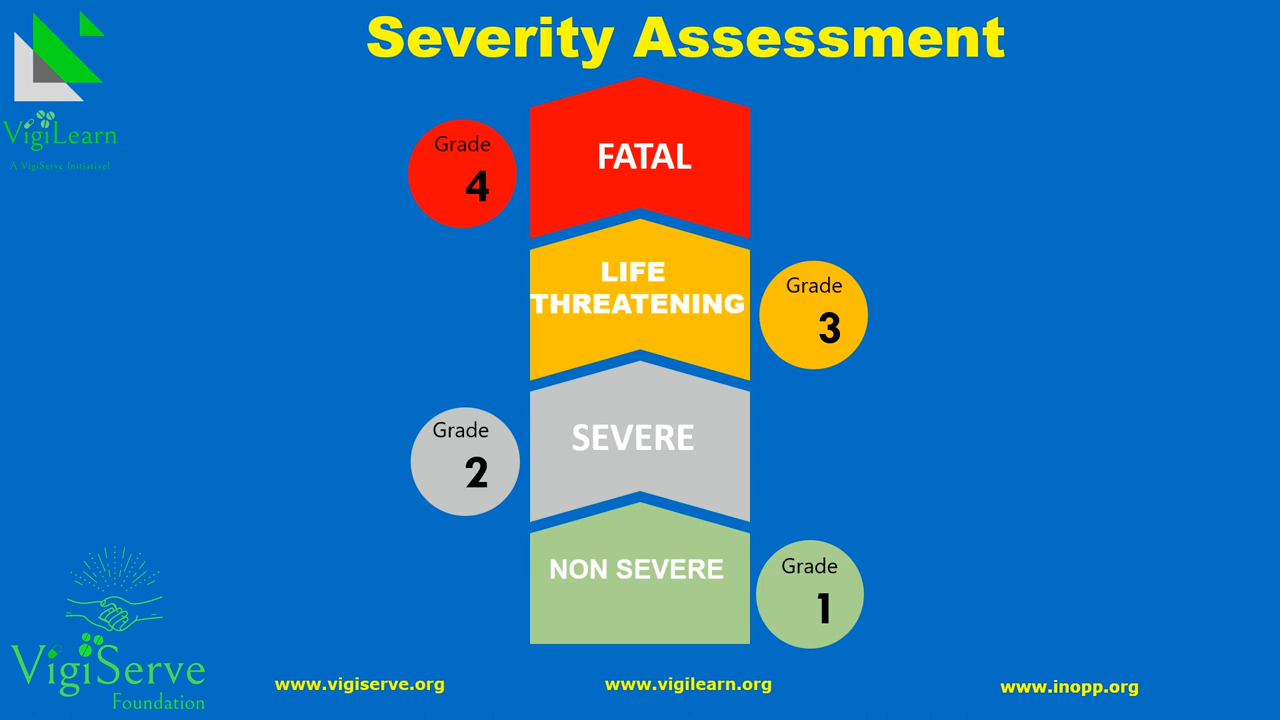 Severity Assessment
VigiLearn
A VigiServe Initiative!
Grade
4
FATAL
LIFE
THREATENING
Grade
3
Grade
2
SEVERE
NON SEVERE
Grade
1
VigiServe
Foundation
www.vigiserve.org
www.vigilearn.org
www.inopp.org